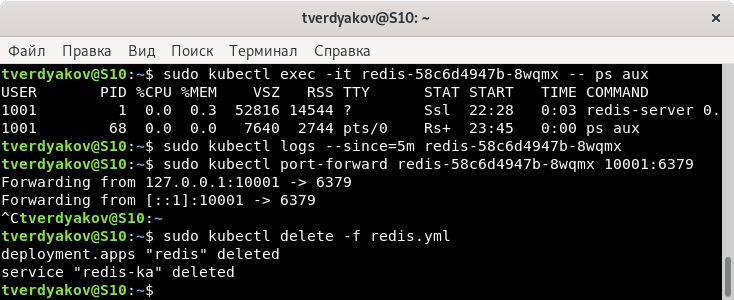 tverdyakov@S10: ~
Файл Правка Вид Поиск Терминал Справка
tverdyakov@S10:~$ sudo kubectl exec -it redis-58c6d4947b-8wqmx -- ps aux
USER       PID %CPU %MEM    VSZ   RSS TTY      STAT START   TIME COMMAND
1001         1  0.0  0.3  52816 14544 ?        Ssl  22:28   0:03 redis-server 0.
1001        68  0.0  0.0   7640  2744 pts/0    Rs+  23:45   0:00 ps aux
tverdyakov@S10:~$ sudo kubectl logs --since=5m redis-58c6d4947b-8wqmx
tverdyakov@S10:~$ sudo kubectl port-forward redis-58c6d4947b-8wqmx 10001:6379
Forwarding from 127.0.0.1:10001 -> 6379
Forwarding from [::1]:10001 -> 6379
^Ctverdyakov@S10:~
tverdyakov@S10:~$ sudo kubectl delete -f redis.yml
deployment.apps "redis" deleted
service "redis-ka" deleted
tverdyakov@S10:~$